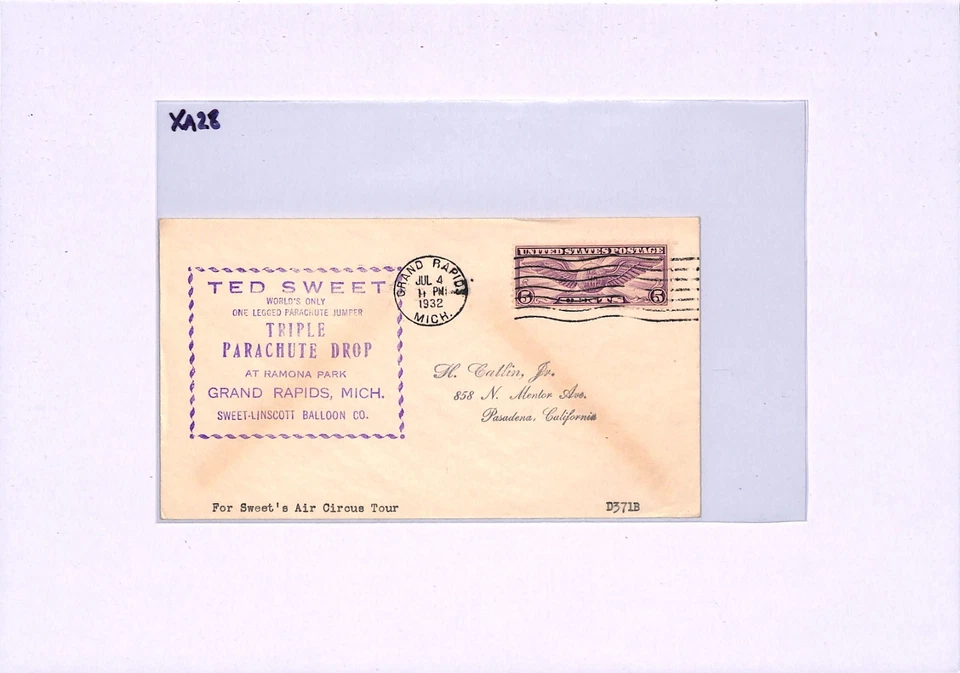 XA28
TED SWEET
WORLD'S ONLY
ONE LEGGED PARACHUTE JUMPER
TRIPLE
PARACHUTE DROP
AT RAMONA PARK
GRAND RAPIDS, MICH.
SWEET-LINSCOTT BALLOON CO.
GRAND RAPIDS
JUL 4
PM
1932
MICH.
UNITED STATES POSTAGE
5 5
H. Catlin, Jr.
858 N. Mentor Ave.
Pasadena, California
For Sweet's Air Circus Tour
D371B